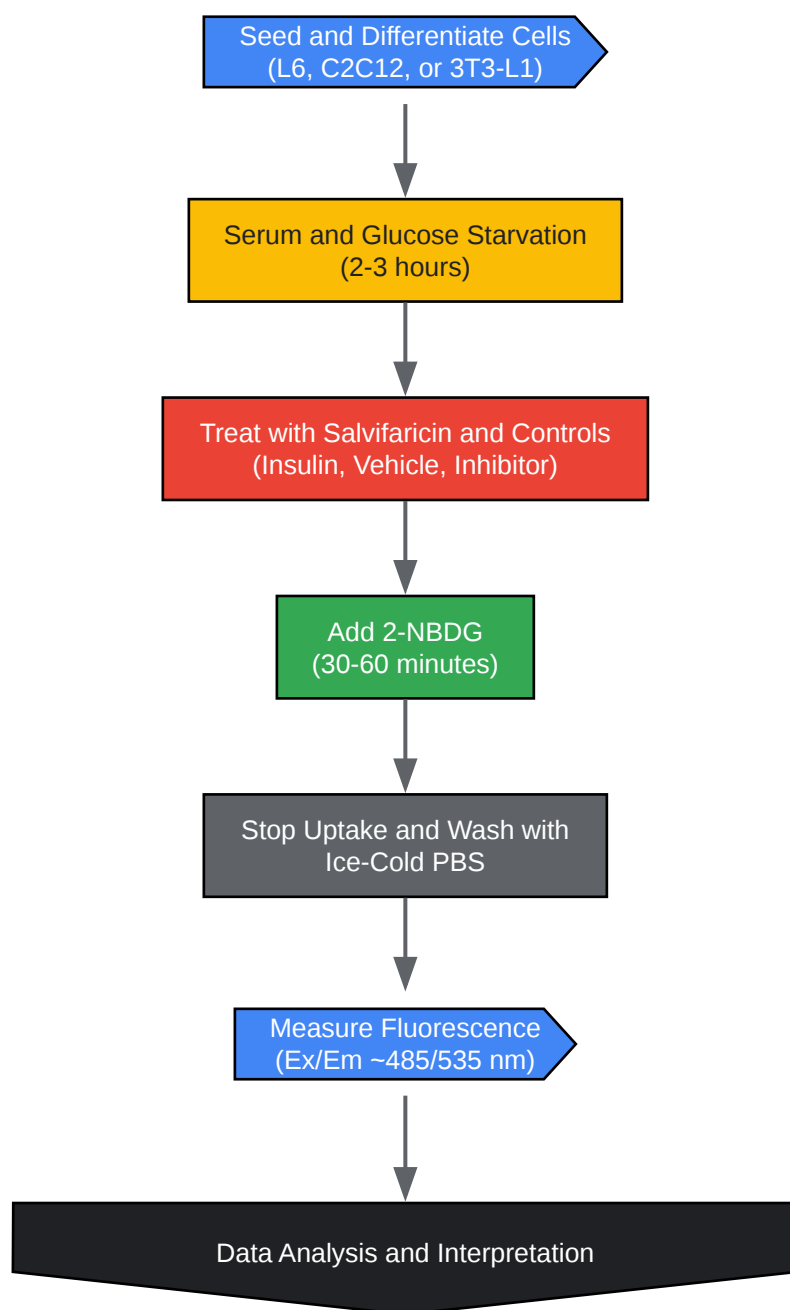 Seed and Differentiate Cells
(L6, C2C12, or 3T3-L1)
Serum and Glucose Starvation
(2-3 hours)
Treat with Salvifaricin and Controls
(Insulin, Vehicle, Inhibitor)
Add 2-NBDG
(30-60 minutes)
Stop Uptake and Wash with
Ice-Cold PBS
Measure Fluorescence
(Ex/Em ~485/535 nm)
Data Analysis and Interpretation